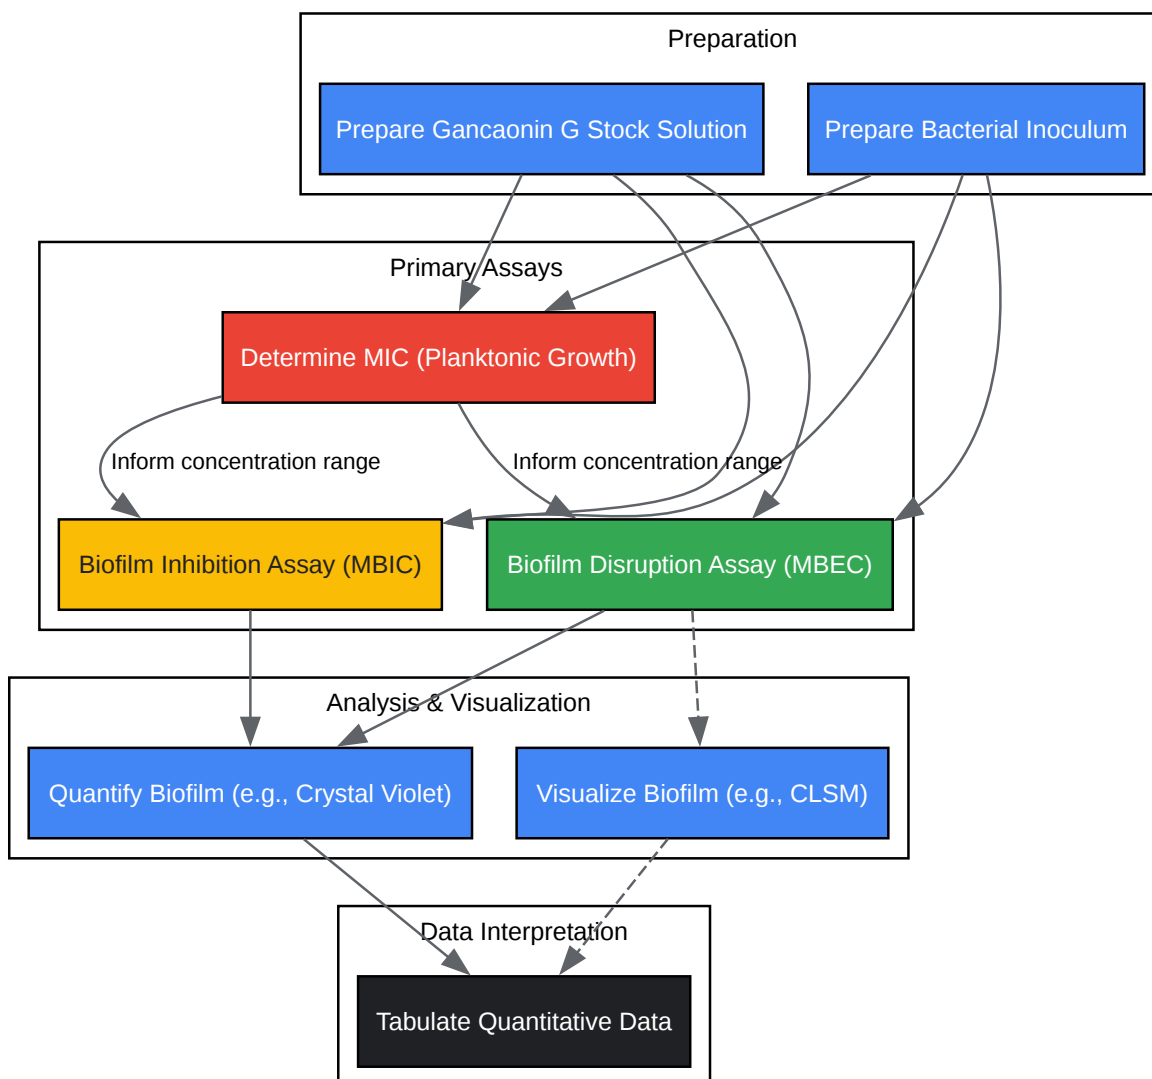 Preparation
Prepare Gancaonin G Stock Solution
Prepare Bacterial Inoculum
Primary Assays
Determine MIC (Planktonic Growth)
Inform concentration range
Inform concentration range
Biofilm Inhibition Assay (MBIC)
Biofilm Disruption Assay (MBEC)
Analysis & Visualization
Quantify Biofilm (e.g., Crystal Violet)
Visualize Biofilm (e.g., CLSM)
Data Interpretation
Tabulate Quantitative Data